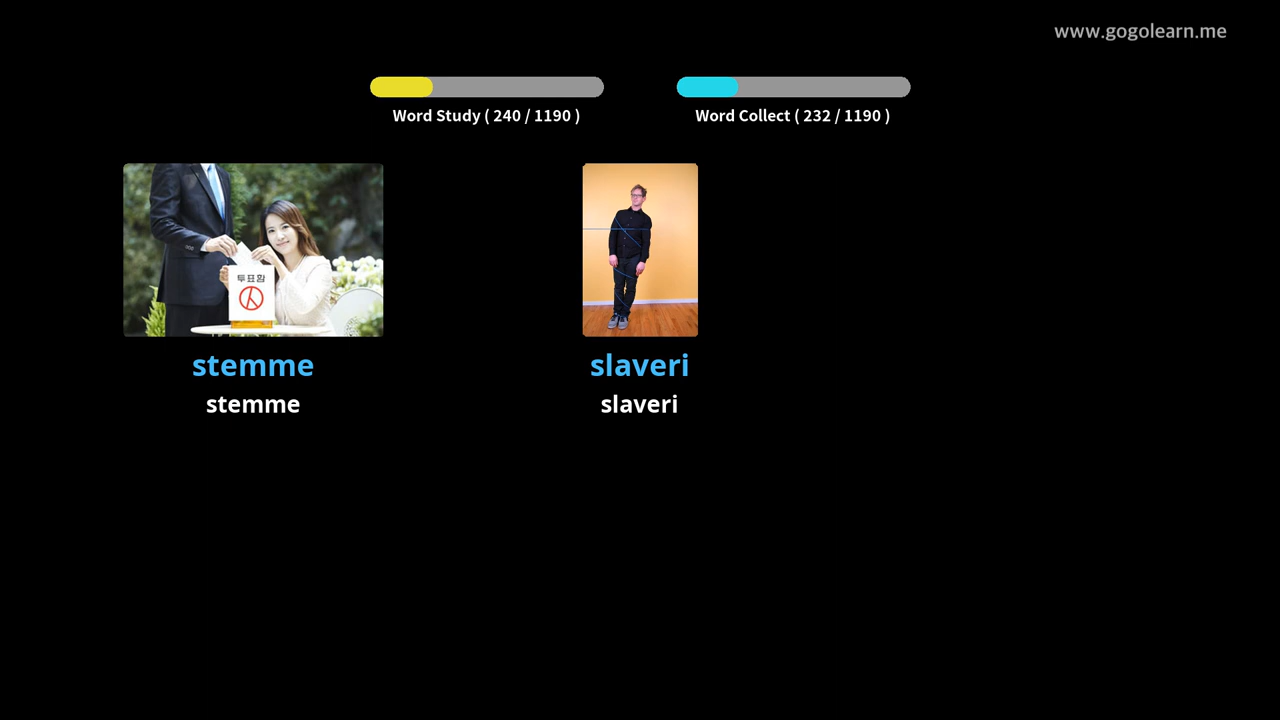 www.gogolearn.me
Word Study ( 240 / 1190 )
Word Collect ( 232 / 1190 )
투표함
stemme
stemme
slaveri
slaveri